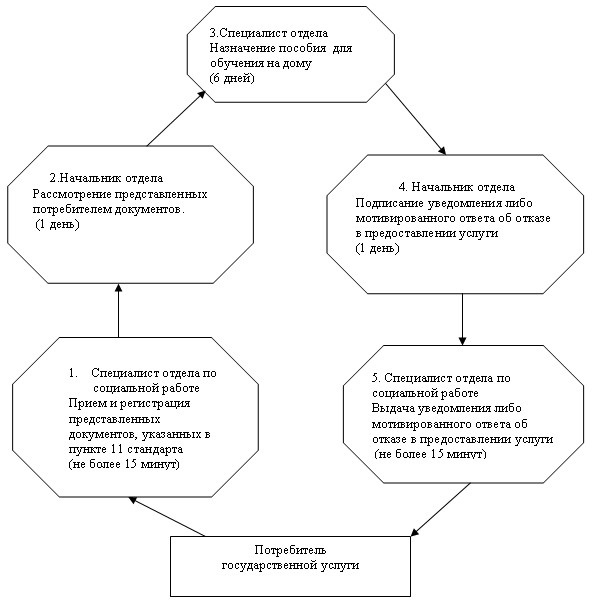 3.Специалист отдела
Назначение пособия для
обучения на дому
(6 дней)
2.Начальник отдела
Рассмотрение представленных
потребителем документов.
(1 день)
4. Начальник отдела
Подписание уведомления либо
мотивированного ответа об отказе
в предоставлении услуги
(1 день)
1. Специалист отдела по
социальной работе
Прием и регистрация
представленных
документов, указанных в
пункте 11 стандарта
(не более 15 минут)
5. Специалист отдела по
социальной работе
Выдача уведомления либо
мотивированного ответа об
отказе в предоставлении услуги
(не более 15 минут)
Потребитель
государственной услуги